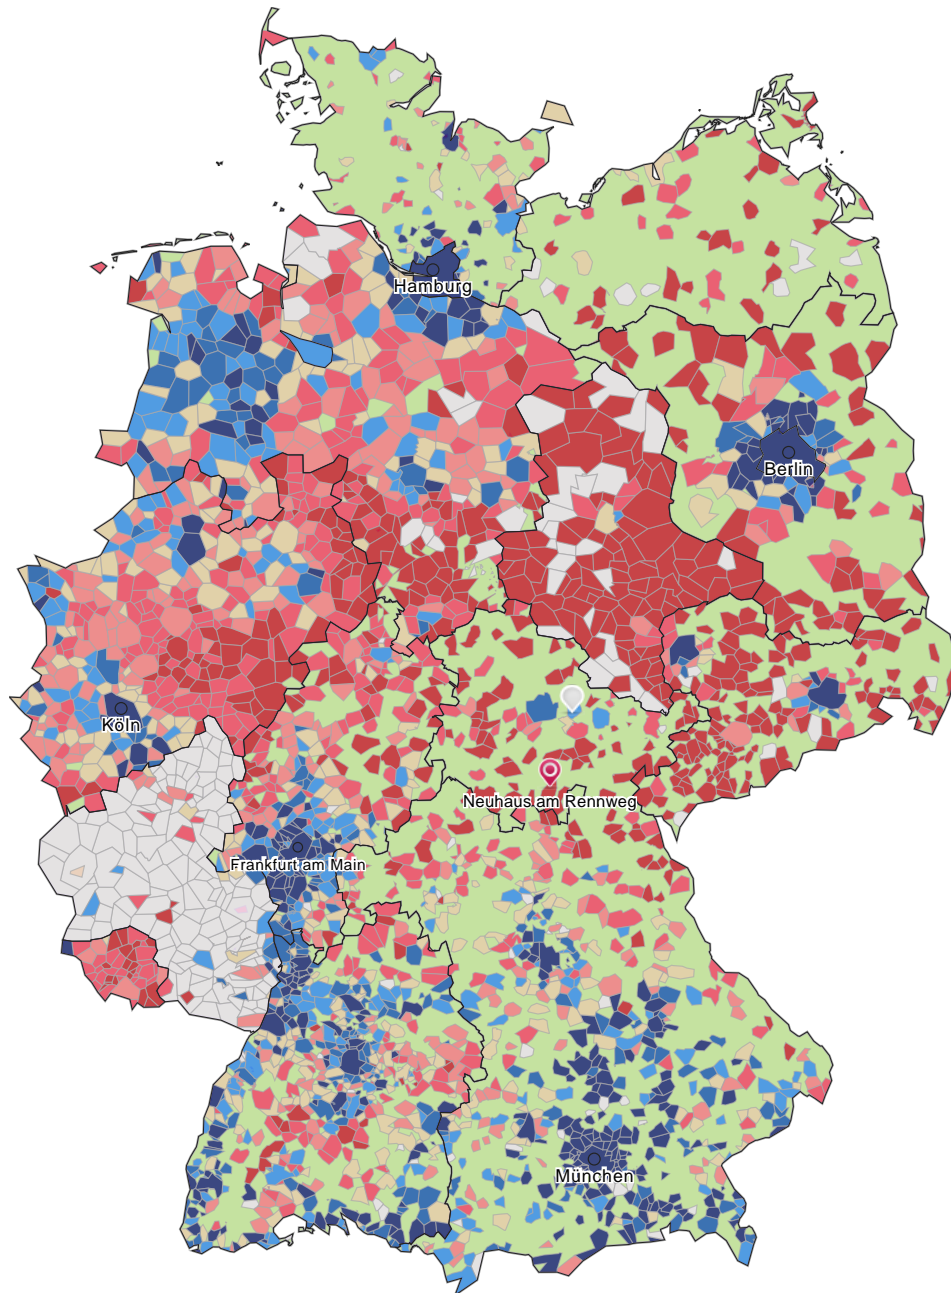 Hamburg
Berlin
Köln
Neuhaus am Rennweg
Frankfurt am Main
München